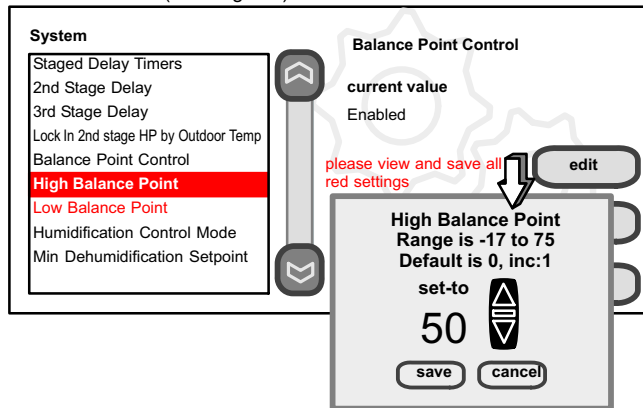 System
Staged Delay Timers
2nd Stage Delay
3rd Stage Delay
Lock In 2nd stage HP by Outdoor Temp
Balance Point Control
High Balance Point
Low Balance Point
Humidification Control Mode
Min Dehumidification Setpoint
Balance Point Control
current value
Enabled
please view and save all
red settings
edit
High Balance Point
Range is -17 to 75
Default is 0, inc:1
set-to
50
save
cancel